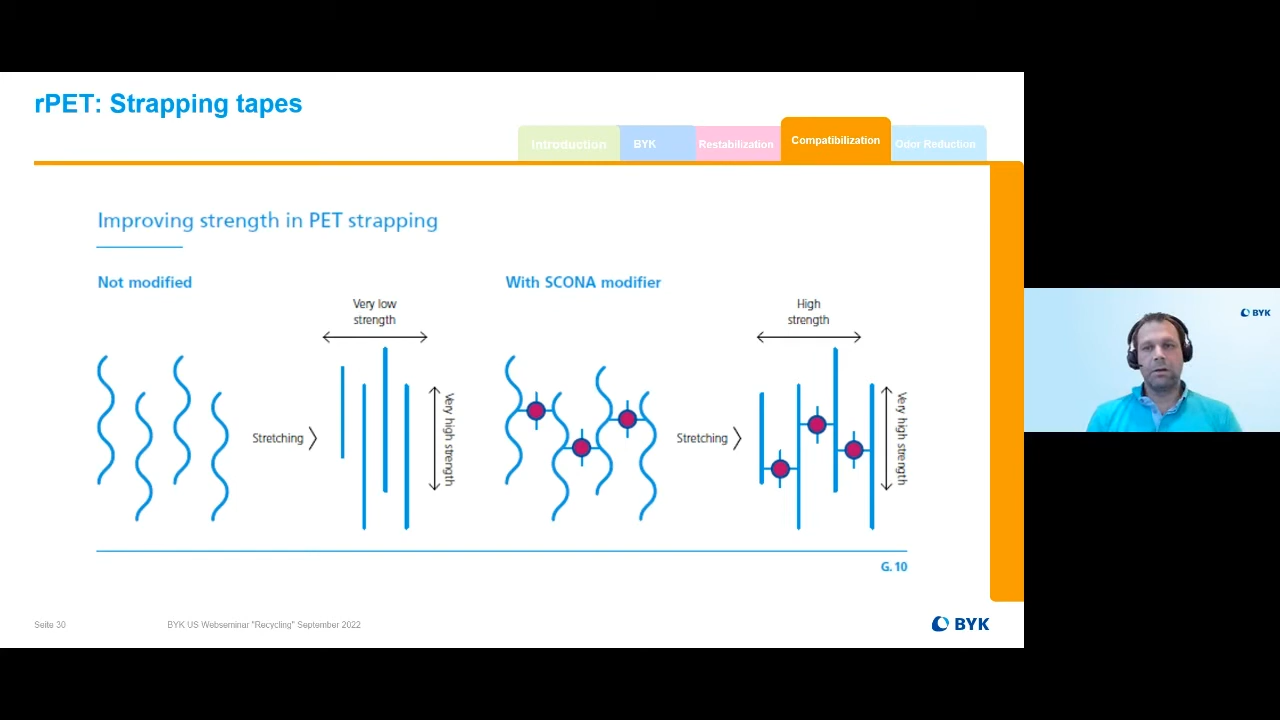 rPET: Strapping tapes
Introduction
BYK
Restabilization
Compatibilization
Odor Reduction
Improving strength in PET strapping
Not modified
Very low
strength
Stretching
Very high strength
With SCONA modifier
High
strength
Stretching
Very high strength
G. 10
Seite 30
BYK US Webseminar "Recycling" September 2022
BYK
BYK